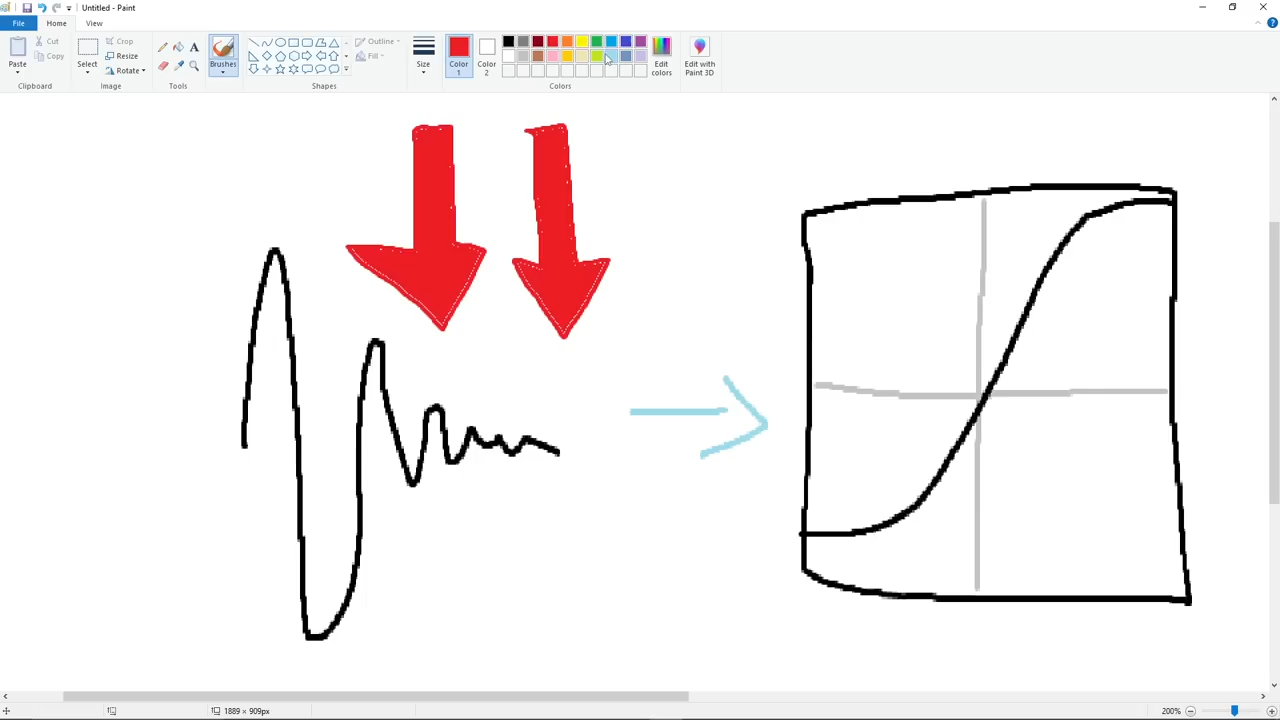 Untitled - Paint
File
Home
View
Paste
Cut
Copy
Clipboard
Select
Crop
Resize
Rotate
Image
Tools
Brushes
Outline
Fill
Shapes
Size
Color
1
Color
2
Edit
colors
Colors
Edit with
Paint 3D
1889 × 909px
200%